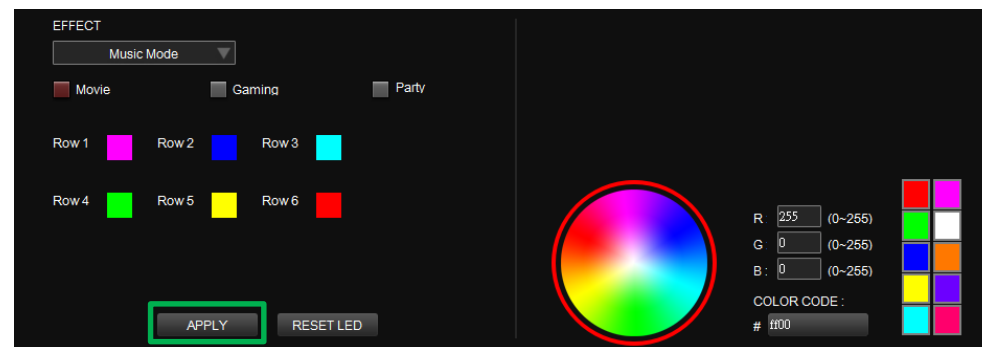 EFFECT
Music Mode
Movie Gaming Party
Row 1 Row 2 Row 3
Row 4 Row 5 Row 6
APPLY RESET LED
R 255 (0~255)
G 0 (0~255)
B : 0 (0~255)
COLOR CODE :
# ff00